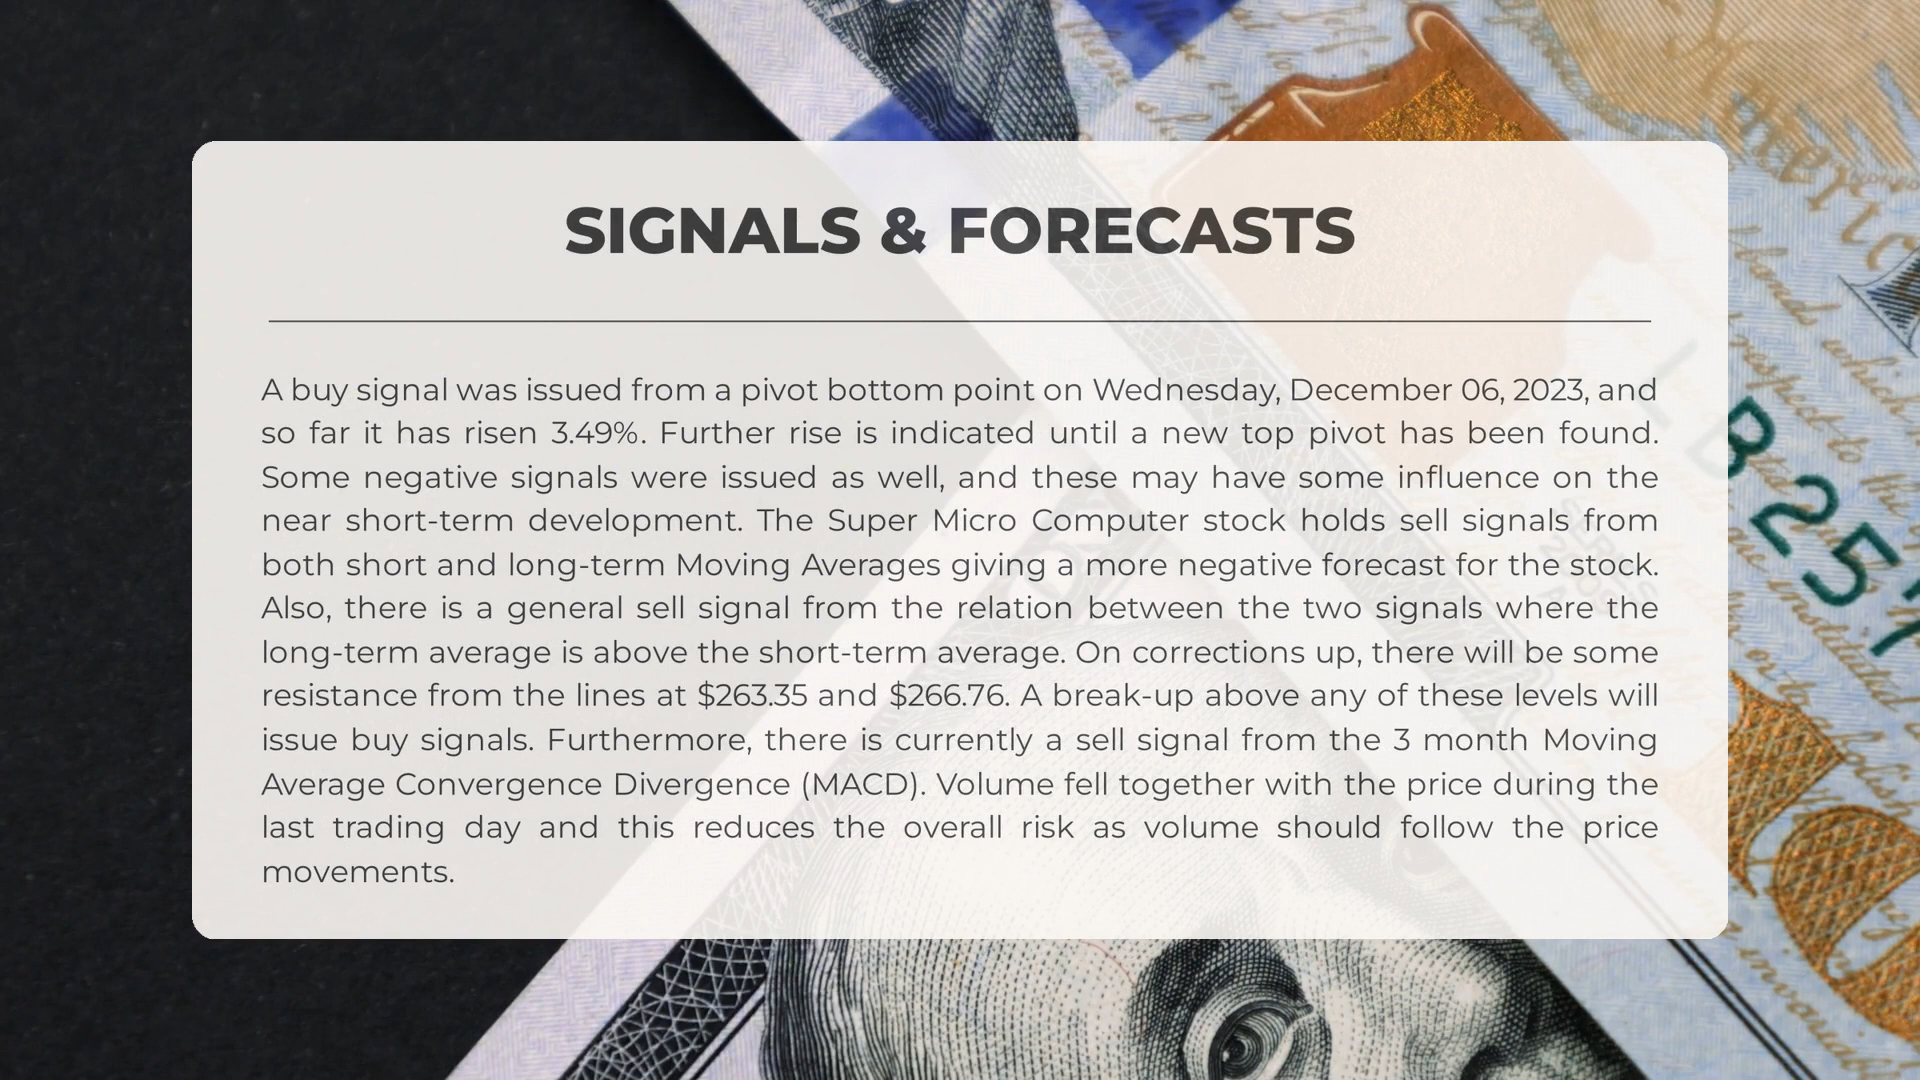 SIGNALS & FORECASTS
A buy signal was issued from a pivot bottom point on Wednesday, December 06, 2023, and
so far it has risen 3.49%. Further rise is indicated until a new top pivot has been found.
Some negative signals were issued as well, and these may have some influence on the
near short-term development. The Super Micro Computer stock holds sell signals from
both short and long-term Moving Averages giving a more negative forecast for the stock.
Also, there is a general sell signal from the relation between the two signals where the
long-term average is above the short-term average. On corrections up, there will be some
resistance from the lines at $263.35 and $266.76. A break-up above any of these levels will
issue buy signals. Furthermore, there is currently a sell signal from the 3 month Moving
Average Convergence Divergence (MACD). Volume fell together with the price during the
last trading day and this reduces the overall risk as volume should follow the price
movements.
LB25